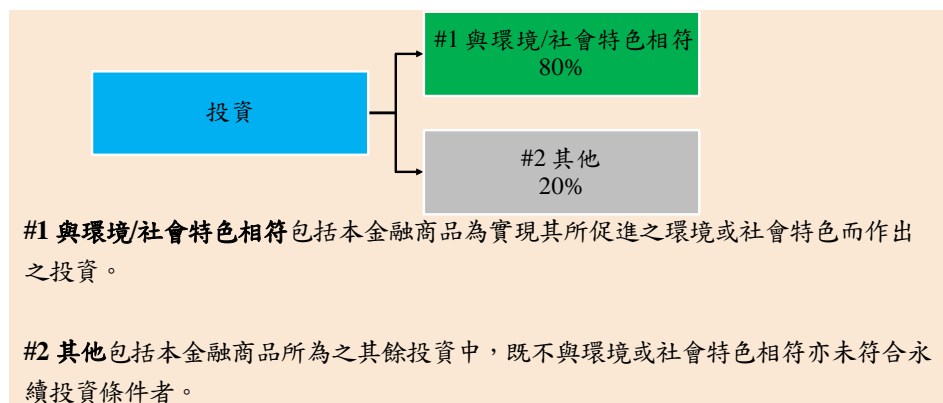 #1 與環境/社會特色相符
80%
投資
#2 其他
20%
#1 與環境/社會特色相符包括本金融商品為實現其所促進之環境或社會特色而作出
之投資。
#2 其他包括本金融商品所為之其餘投資中，既不與環境或社會特色相符亦未符合永
續投資條件者。